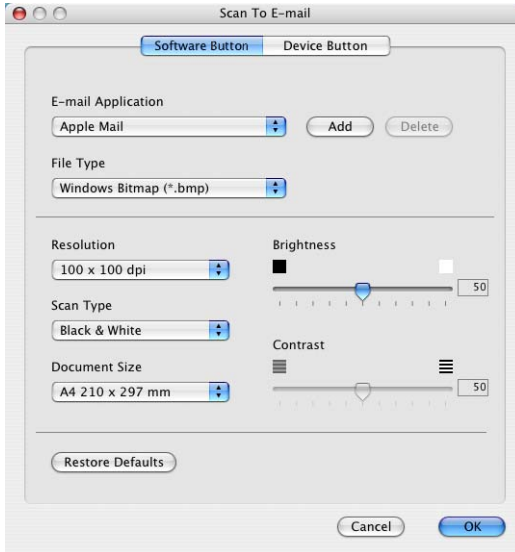 Scan To E-mail
Software Button Device Button
E-mail Application
Apple Mail Add Delete
File Type
Windows Bitmap (*.bmp)
Resolution
100 x 100 dpi
Scan Type
Black & White
Document Size
A4 210 x 297 mm
Brightness
50
Contrast
50
Restore Defaults
Cancel OK